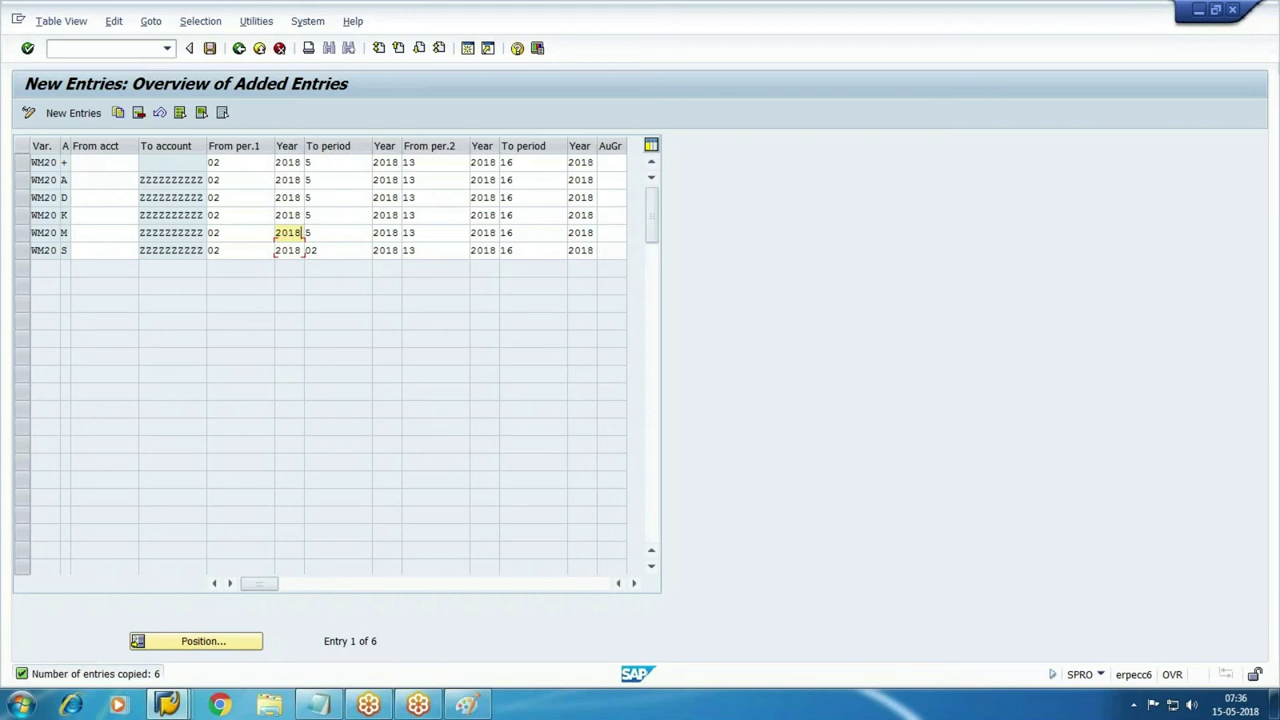 Table View Edit Goto Selection Utilities System Help
New Entries: Overview of Added Entries
New Entries
Var. A From acct To account From per.1 Year To period Year From per.2 Year To period Year AuGr
WM20 + 02 2018 5 2018 13 2018 16 2018
WM20 A ZZZZZZZZZZ 02 2018 5 2018 13 2018 16 2018
WM20 D ZZZZZZZZZZ 02 2018 5 2018 13 2018 16 2018
WM20 K ZZZZZZZZZZ 02 2018 5 2018 13 2018 16 2018
WM20 M ZZZZZZZZZZ 02 2018 5 2018 13 2018 16 2018
WM20 S ZZZZZZZZZZ 02 2018 02 2018 13 2018 16 2018
Position... Entry 1 of 6
Number of entries copied: 6 SAP SPRO erpecc6 OVR
07:36
15-05-2018